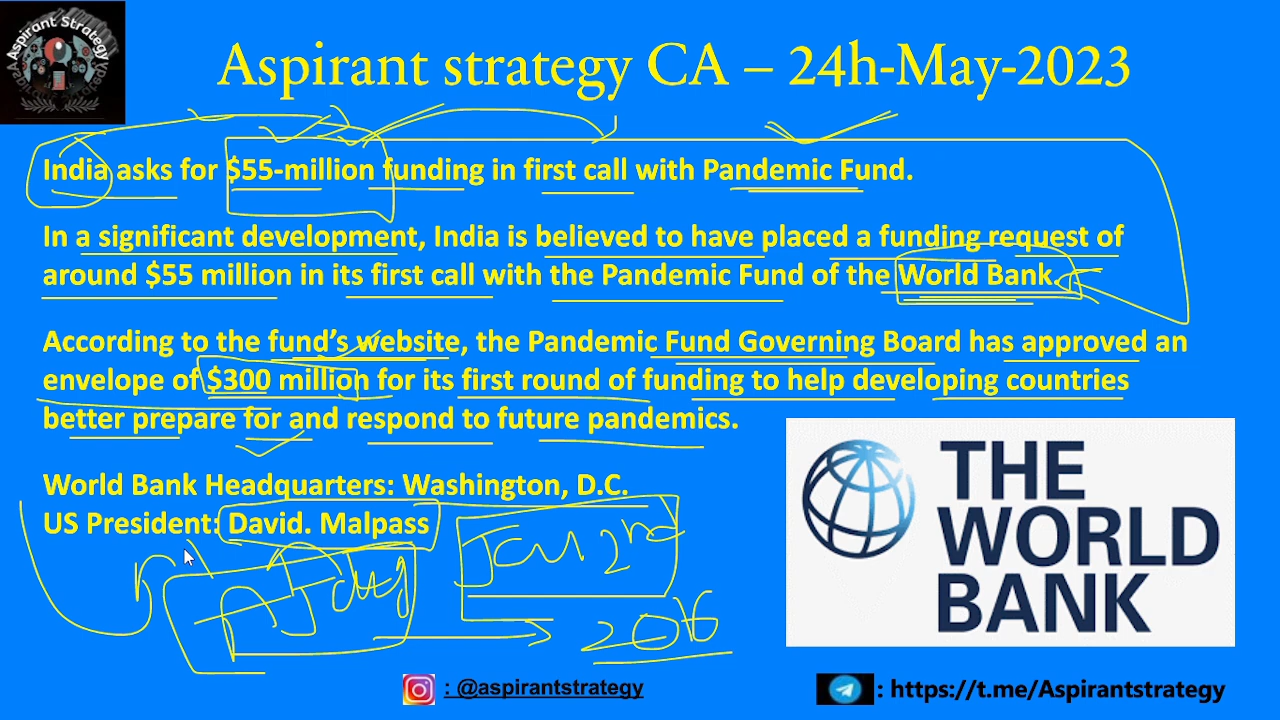 Aspirant Strategy
Aspirant strategy CA – 24h-May-2023
India asks for $55-million funding in first call with Pandemic Fund.
In a significant development, India is believed to have placed a funding request of
around $55 million in its first call with the Pandemic Fund of the World Bank.
According to the fund's website, the Pandemic Fund Governing Board has approved an
envelope of $300 million for its first round of funding to help developing countries
better prepare for and respond to future pandemics.
World Bank Headquarters: Washington, D.C.
US President: David. Malpass
2nd
2016
THE
WORLD
BANK
: @aspirantstrategy
: https://t.me/Aspirantstrategy